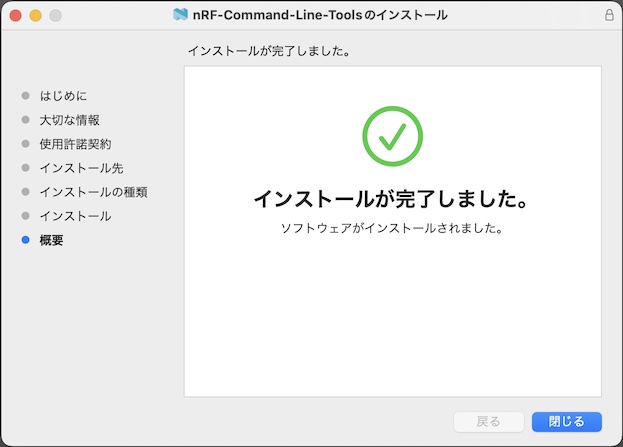 nRF-Command-Line-Toolsのインストール
インストールが完了しました。
はじめに
大切な情報
使用許諾契約
インストール先
インストールの種類
インストール
概要
インストールが完了しました。
ソフトウェアがインストールされました。
戻る
閉じる